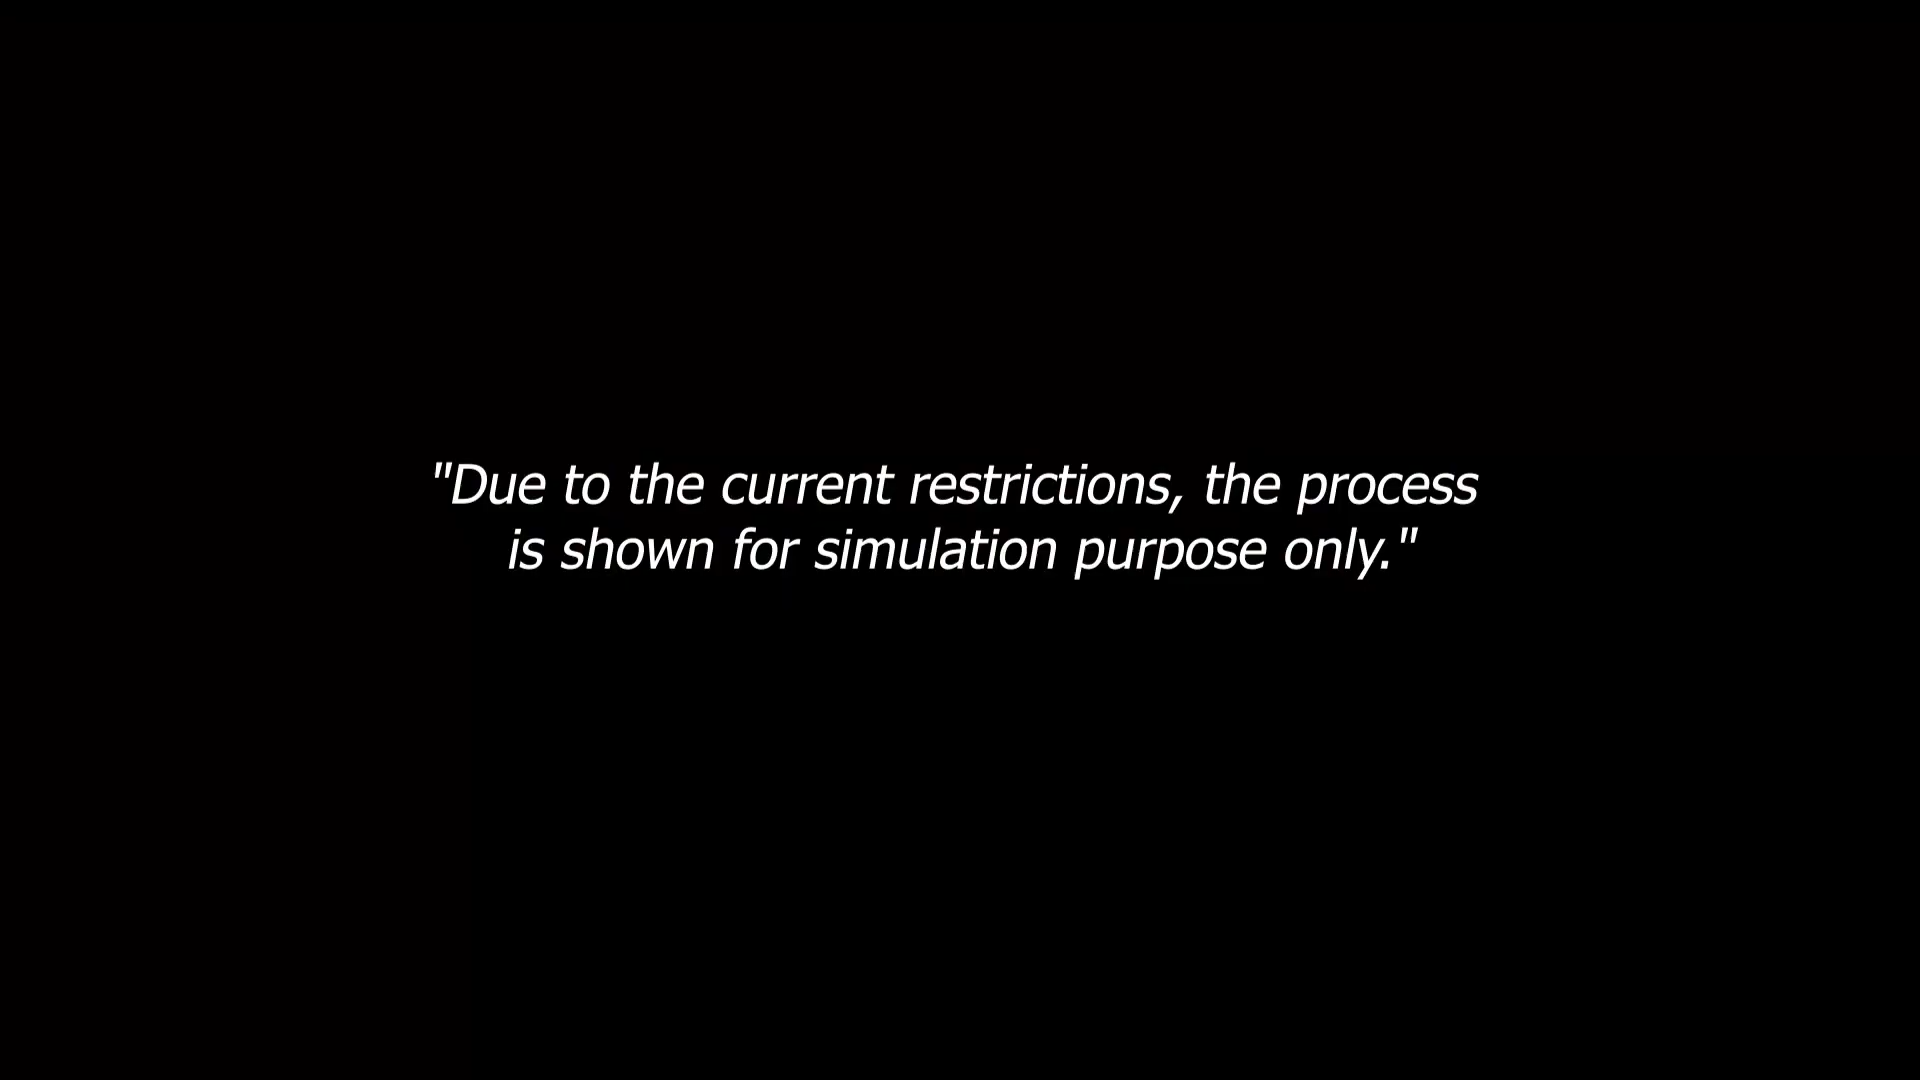 "Due to the current restrictions, the process
is shown for simulation purpose only."